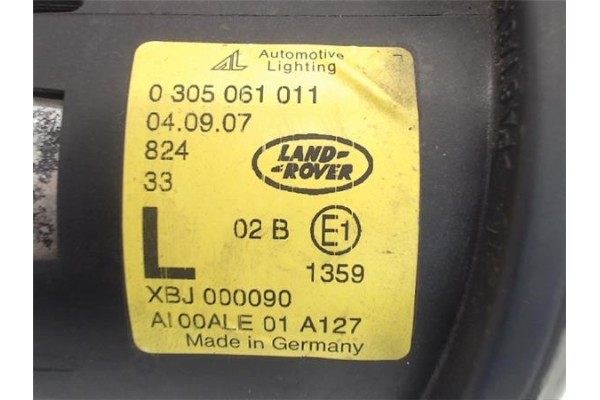 AL Automotive
Lighting
0 305 061 011
04.09.07
824
33
LAND-
ROVER
L
02 B
E1
1359
XBJ 000090
AI 00ALE 01 A127
Made in Germany